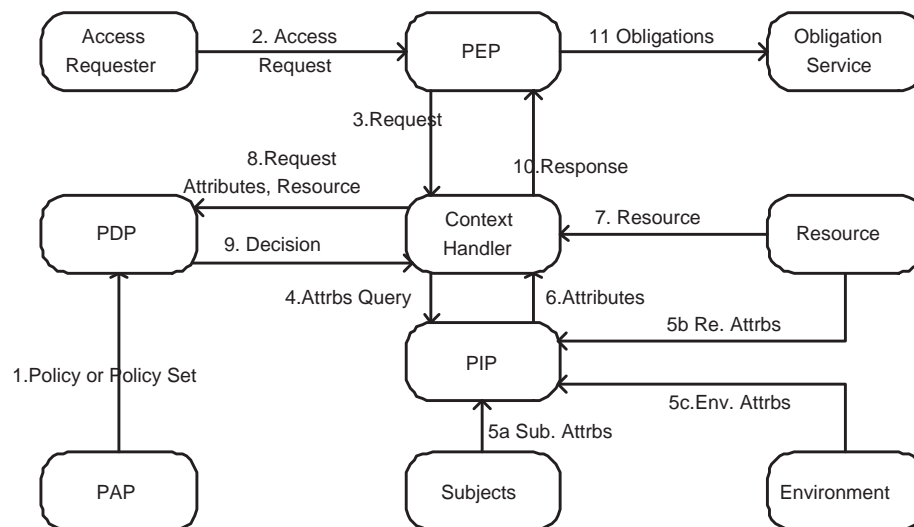 Access
Requester
2. Access
Request
PEP
11 Obligations
Obligation
Service
3.Request
10.Response
8.Request
Attributes, Resource
PDP
9. Decision
Context
Handler
7. Resource
Resource
4.Attrbs Query
6.Attributes
5b Re. Attrbs
PIP
1.Policy or Policy Set
5c.Env. Attrbs
5a Sub. Attrbs
PAP
Subjects
Environment